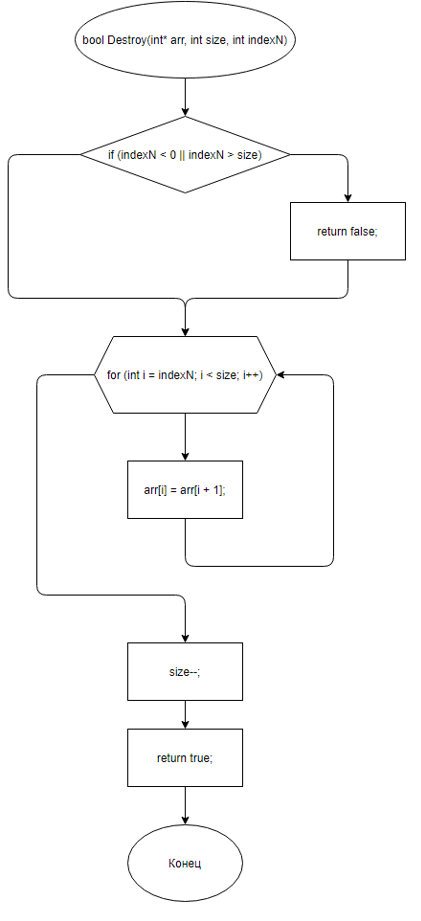 bool Destroy(int* arr, int size, int indexN)
if (indexN < 0 || indexN > size)
return false;
for (int i = indexN; i < size; i++)
arr[i] = arr[i + 1];
size--;
return true;
Конец